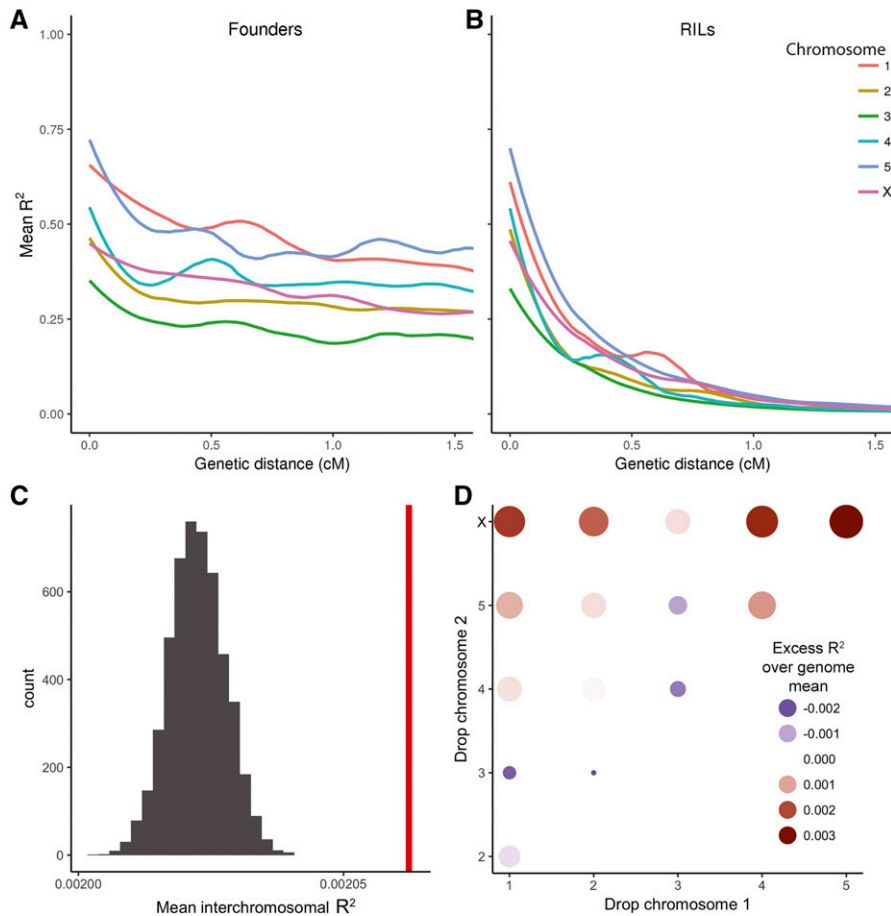 A
Founders
1.00
0.75
0.50
0.25
0.00
Mean R²
0.0
0.5
1.0
1.5
Genetic distance (cM)
B
RILs
Chromosome
1
2
3
4
5
X
0.0
0.5
1.0
1.5
Genetic distance (cM)
C
600
400
200
0
count
0.00200
0.00205
Mean interchromosomal R²
D
X
5
4
3
2
Drop chromosome 2
1
2
3
4
5
Drop chromosome 1
Excess R²
over genome
mean
-0.002
-0.001
0.000
0.001
0.002
0.003